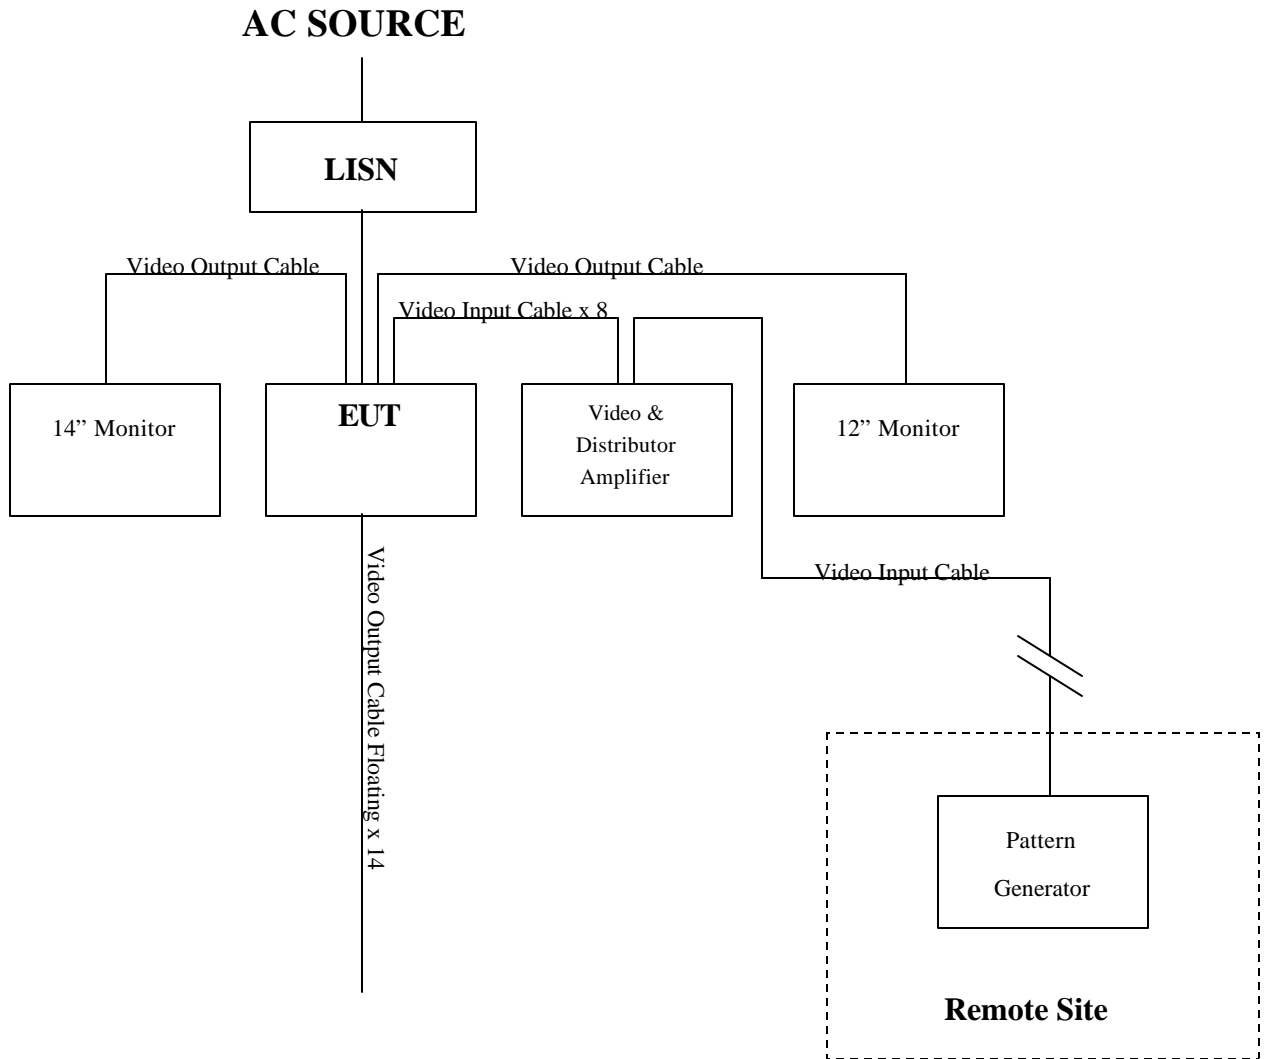 AC SOURCE
LISN
Video Output Cable
Video Output Cable
Video Input Cable x 8
14” Monitor
EUT
Video &
Distributor
Amplifier
12” Monitor
Video Output Cable Floating x 14
Video Input Cable
Pattern
Generator
Remote Site